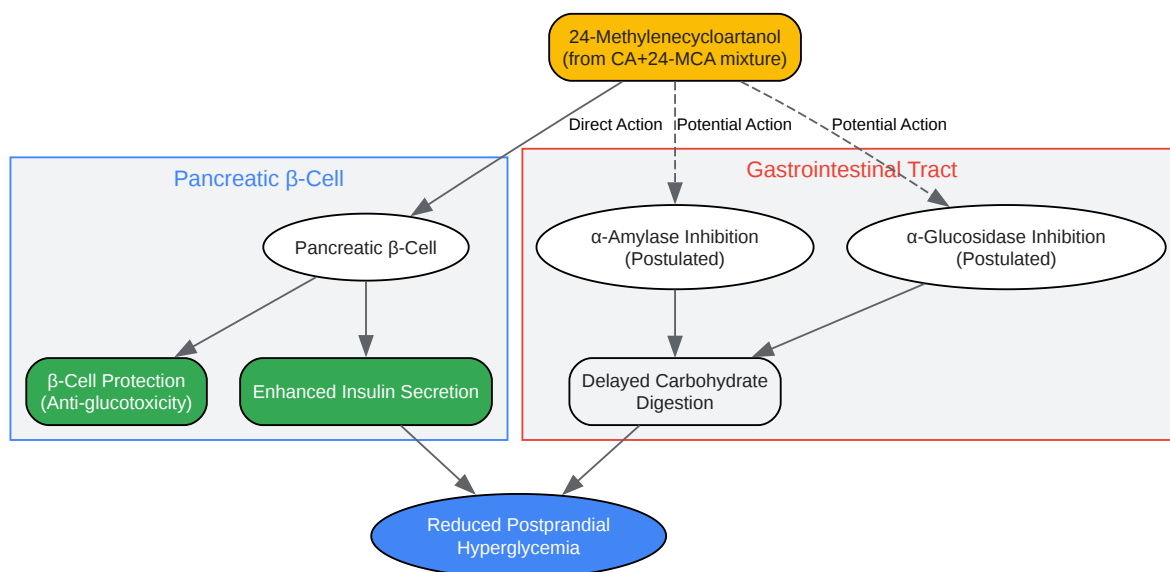 24-Methylenecycloartanol
(from CA+24-MCA mixture)
Direct Action
Potential Action
Potential Action
Pancreatic β-Cell
Gastrointestinal Tract
Pancreatic β-Cell
α-Amylase Inhibition
(Postulated)
α-Glucosidase Inhibition
(Postulated)
β-Cell Protection
(Anti-glucotoxicity)
Enhanced Insulin Secretion
Delayed Carbohydrate
Digestion
Reduced Postprandial
Hyperglycemia